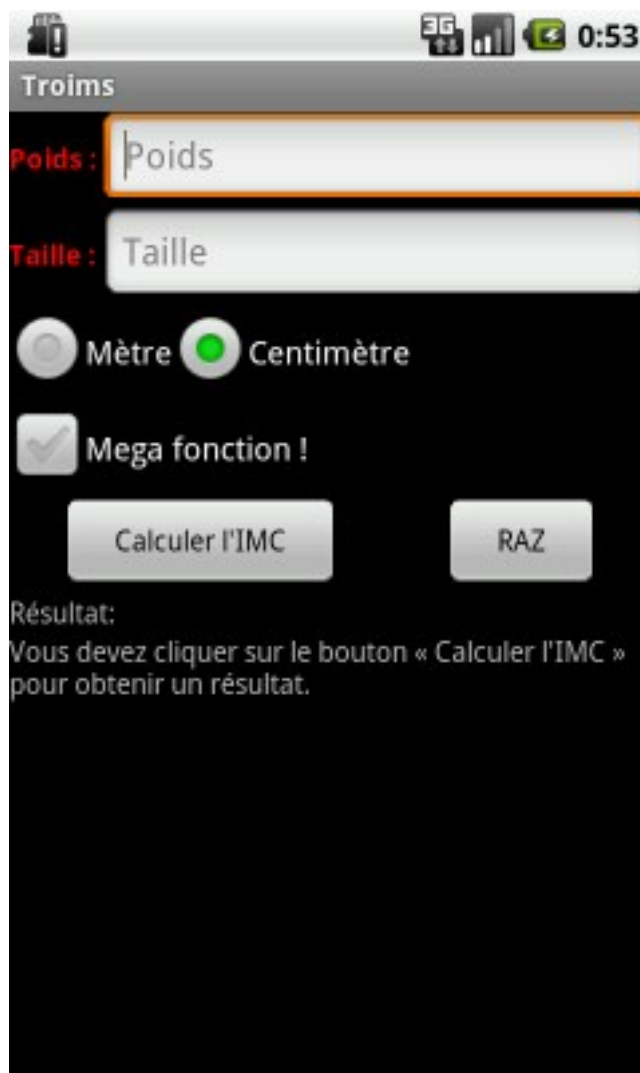 3G 0:53
Troims
Poids : Poids
Taille : Taille
Mètre Centimètre
Mega fonction !
Calculer l'IMC RAZ
Résultat:
Vous devez cliquer sur le bouton « Calculer l'IMC »
pour obtenir un résultat.